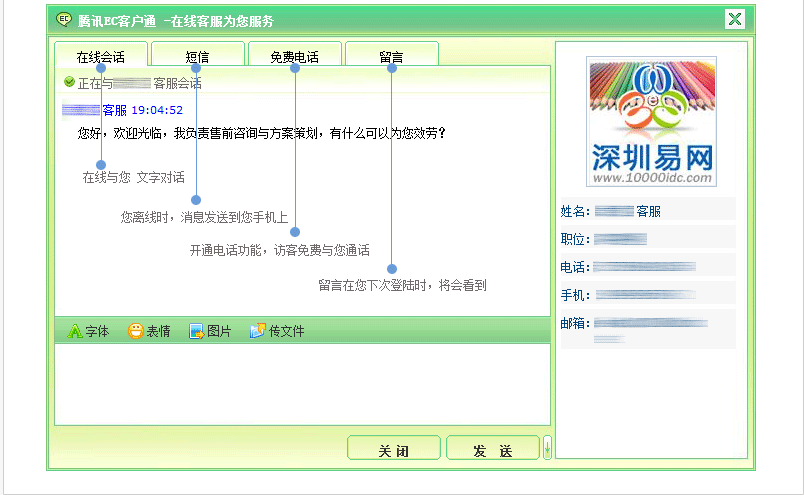 EC 腾讯EC客户通 -在线客服为您服务
在线会话 短信 免费电话 留言
正在与 客服会话
客服 19:04:52
您好，欢迎光临，我负责售前咨询与方案策划，有什么可以为您效劳？
在线与您 文字对话
您离线时，消息发送到您手机上
开通电话功能，访客免费与您通话
留言在您下次登陆时，将会看到
字体 表情 图片 传文件
关闭 发送
深圳易网
www.10000idc.com
姓名： 客服
职位：
电话：
手机：
邮箱：